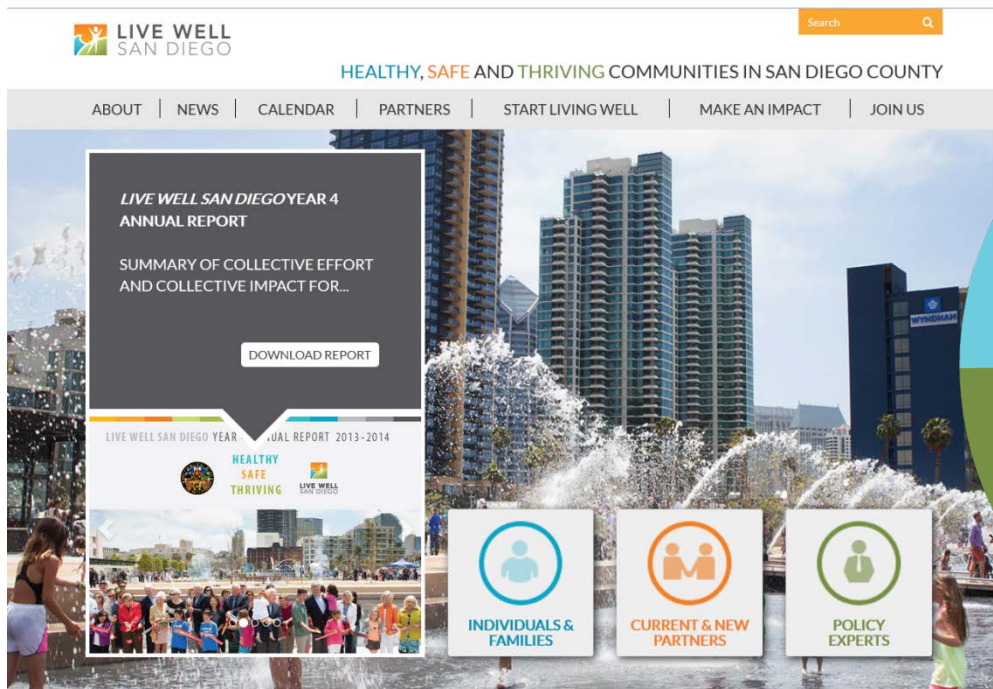 LIVE WELL
SAN DIEGO
Search
HEALTHY, SAFE AND THRIVING COMMUNITIES IN SAN DIEGO COUNTY
ABOUT NEWS CALENDAR PARTNERS START LIVING WELL MAKE AN IMPACT JOIN US
LIVE WELL SAN DIEGO YEAR 4
ANNUAL REPORT
SUMMARY OF COLLECTIVE EFFORT
AND COLLECTIVE IMPACT FOR...
DOWNLOAD REPORT
WYNDHAM
LIVE WELL SAN DIEGO YEAR UAL REPORT 2013-2014
HEALTHY
SAFE
THRIVING
LIVE WELL
SAN DIEGO
INDIVIDUALS &
FAMILIES
CURRENT & NEW
PARTNERS
POLICY
EXPERTS